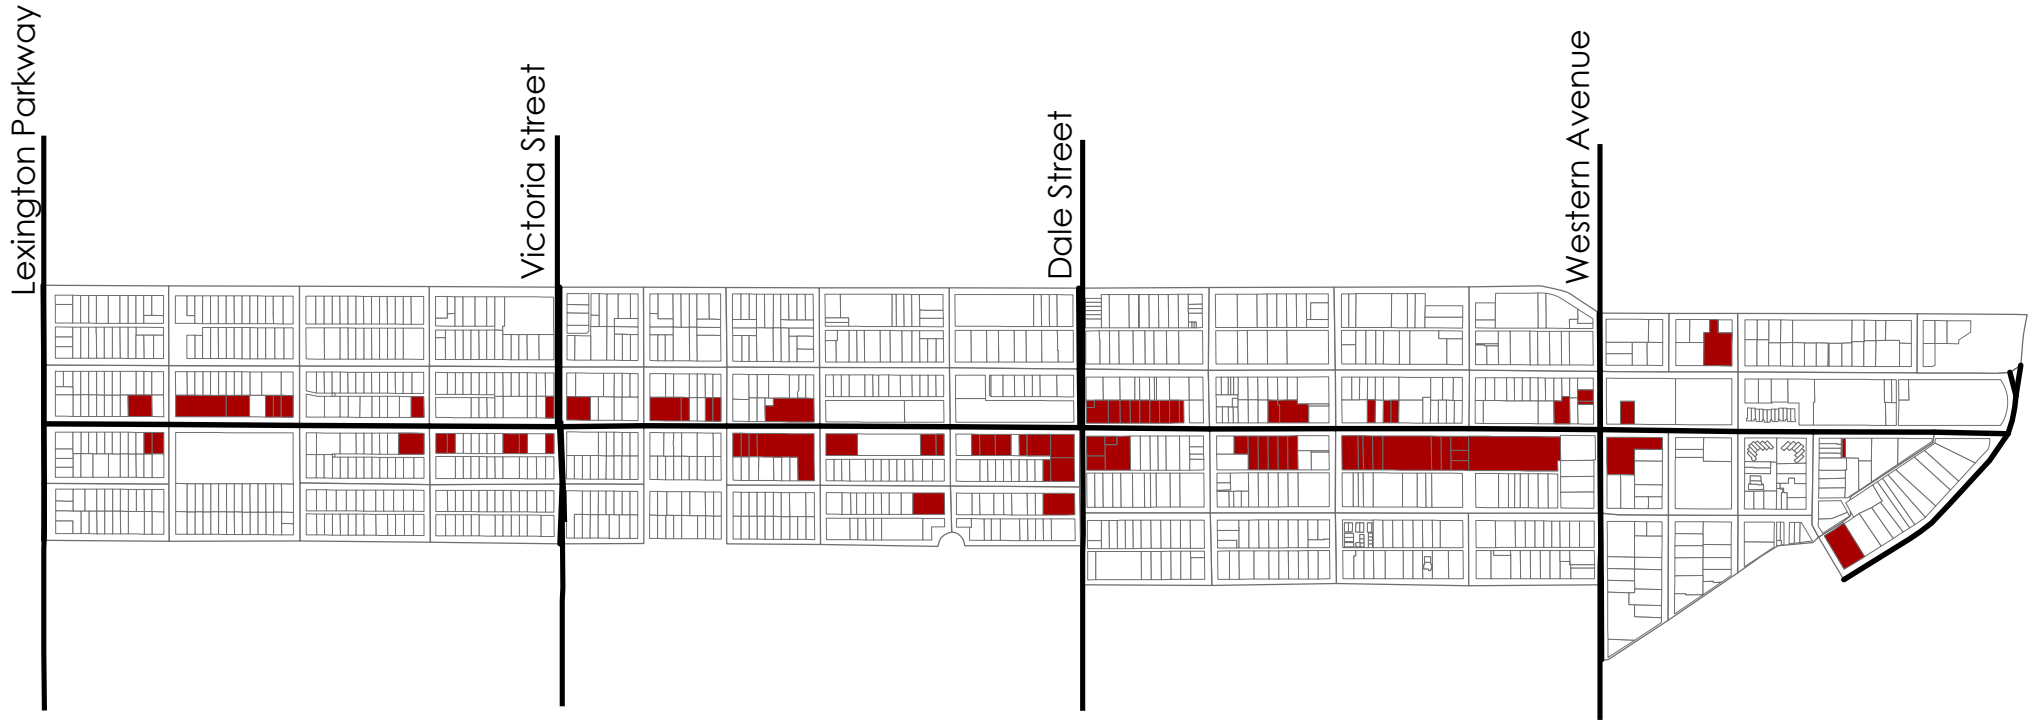 Lexington Parkway
Victoria Street
Dale Street
Western Avenue